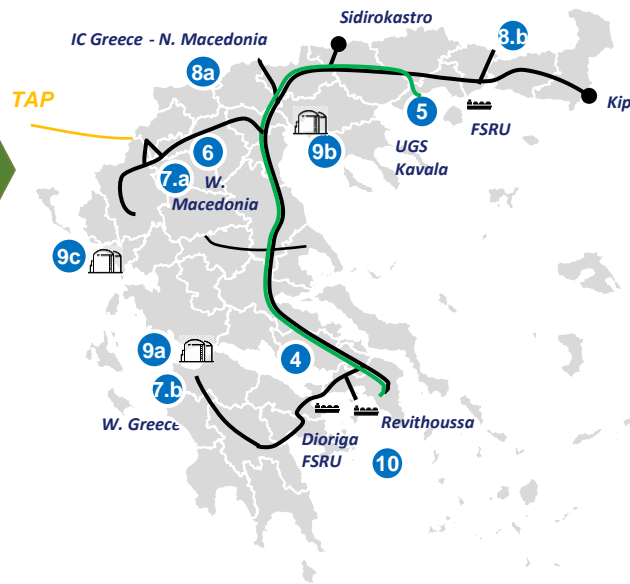 Sidirokastro
IC Greece - N. Macedonia
8.b
8a
TAP
5
FSRU
Kip
9b
UGS
Kavala
6
7.a
W.
Macedonia
9c
9a
4
7.b
W. Greece
Revithoussa
Dioriga
FSRU
10